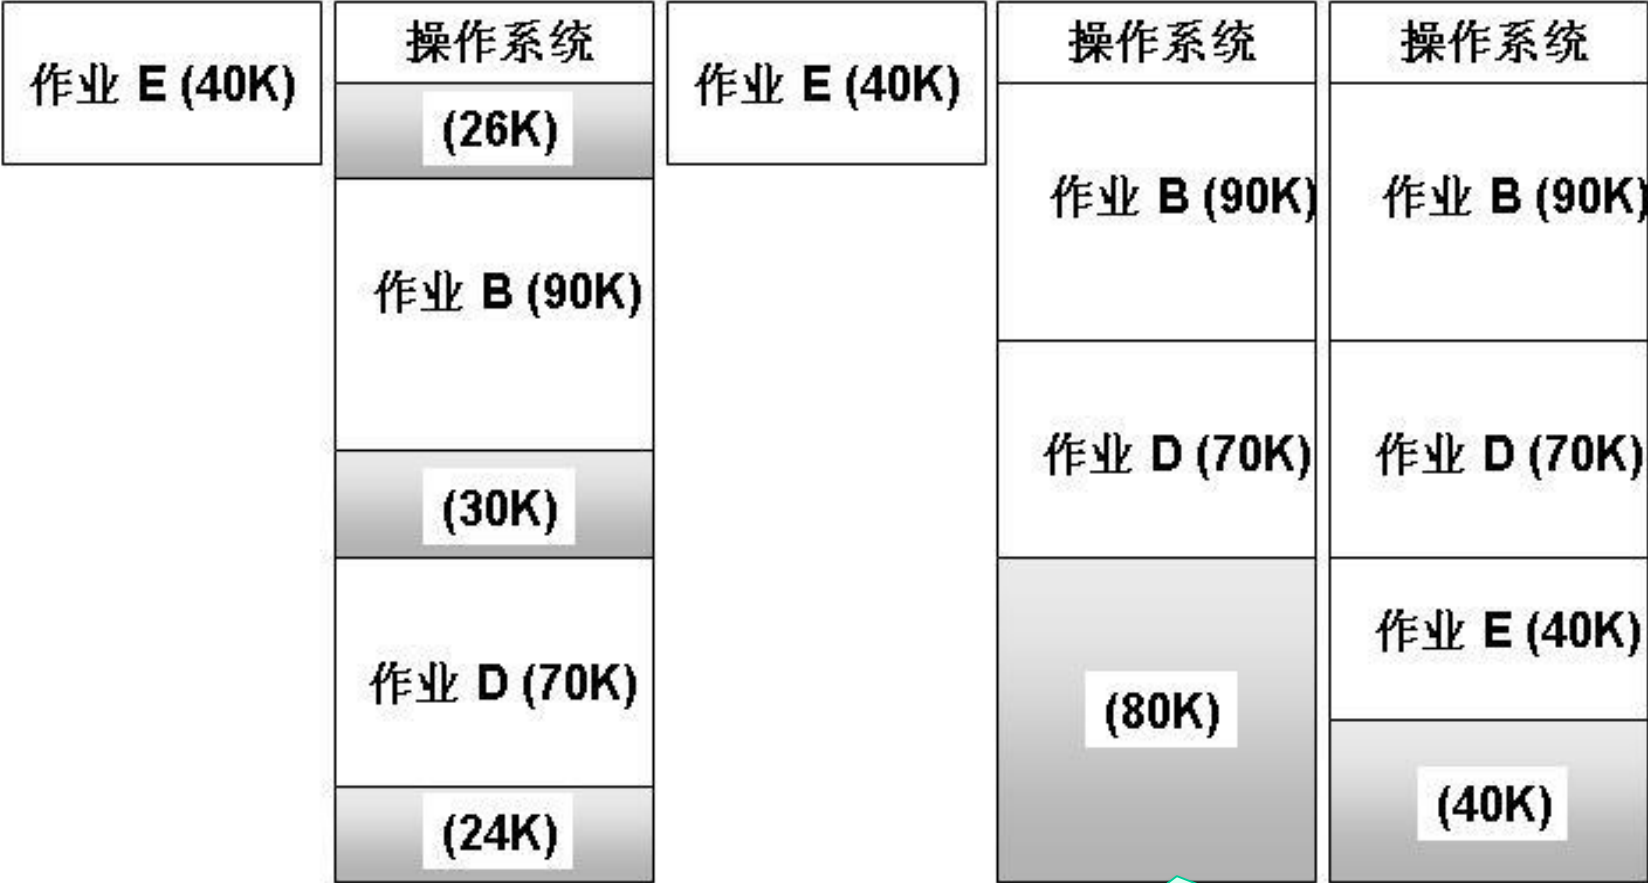 作业 E (40K)
操作系统
(26K)
作业 B (90K)
(30K)
作业 D (70K)
(24K)
作业 E (40K)
操作系统
作业 B (90K)
作业 D (70K)
(80K)
操作系统
作业 B (90K)
作业 D (70K)
作业 E (40K)
(40K)